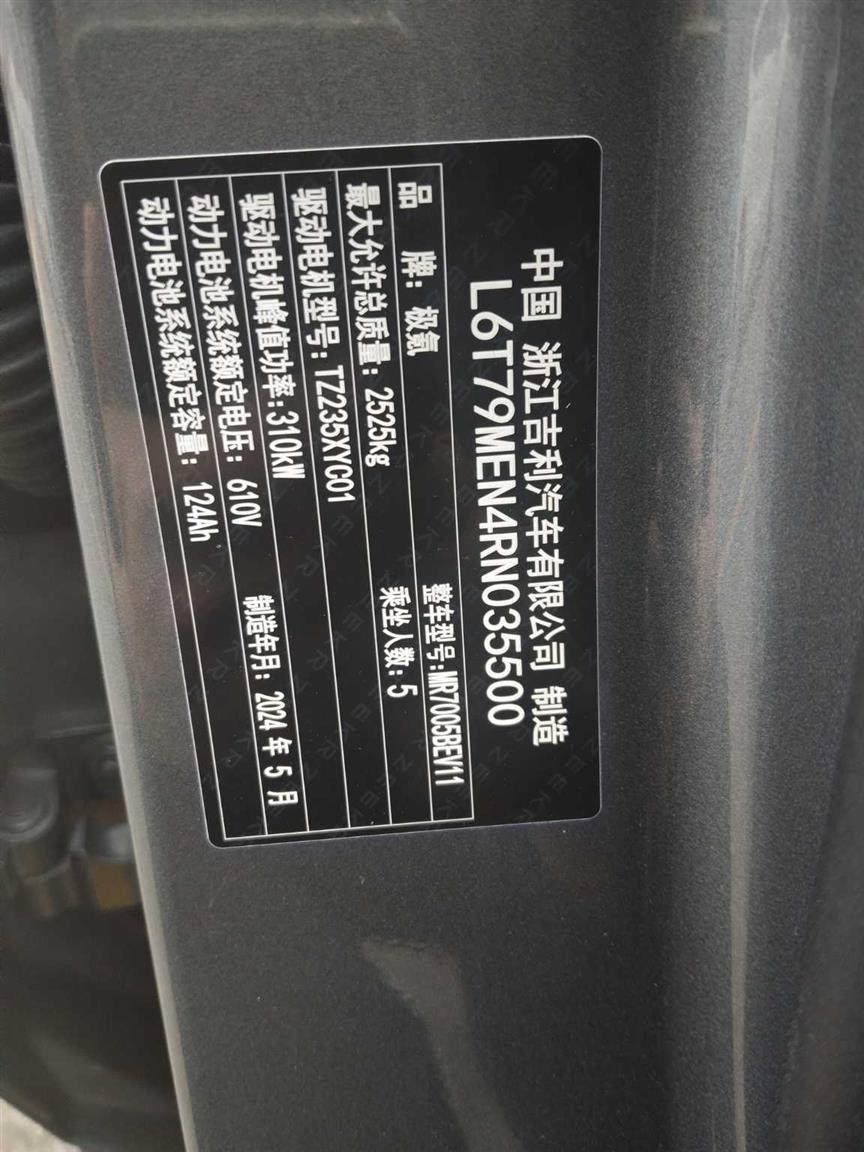 中国 浙江吉利汽车有限公司 制造
L6T79MEN4RN035500
品 牌: 极氪 整车型号:MR7005BEV11
最大允许总质量: 2525kg 乘坐人数: 5
驱动电机型号: TZ235XYC01
驱动电机峰值功率:310kW
动力电池系统额定电压: 610V 制造年月: 2024 年 5 月
动力电池系统额定容量: 124Ah